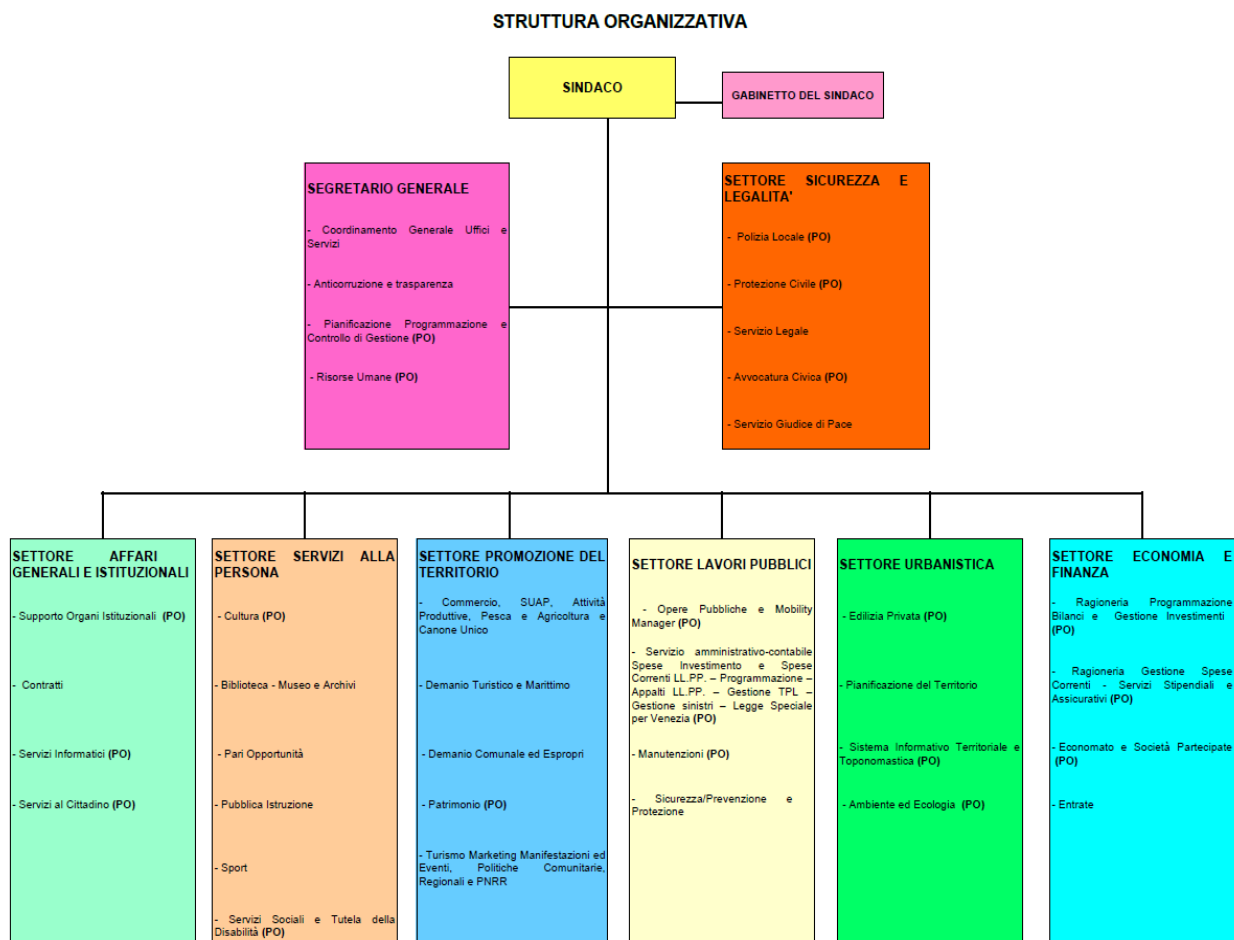 STRUTTURA ORGANIZZATIVA
SINDACO
GABINETTO DEL SINDACO
SEGRETARIO GENERALE
- Coordinamento Generale Uffici e
Servizi
- Anticorruzione e trasparenza
- Pianificazione Programmazione e
Controllo di Gestione (PO)
- Risorse Umane (PO)
SETTORE SICUREZZA E
LEGALITA'
- Polizia Locale (PO)
- Protezione Civile (PO)
- Servizio Legale
- Avvocatura Civica (PO)
- Servizio Giudice di Pace
SETTORE AFFARI
GENERALI E ISTITUZIONALI
- Supporto Organi Istituzionali (PO)
- Contratti
- Servizi Informatici (PO)
- Servizi al Cittadino (PO)
SETTORE SERVIZI ALLA
PERSONA
- Cultura (PO)
- Biblioteca - Museo e Archivi
- Pari Opportunità
- Pubblica Istruzione
- Sport
- Servizi Sociali e Tutela della
Disabilità (PO)
SETTORE PROMOZIONE DEL
TERRITORIO
- Commercio, SUAP, Attività
Produttive, Pesca e Agricoltura e
Canone Unico
- Demanio Turistico e Marittimo
- Demanio Comunale ed Espropri
- Patrimonio (PO)
- Turismo Marketing Manifestazioni ed
Eventi, Politiche Comunitarie,
Regionali e PNRR
SETTORE LAVORI PUBBLICI
- Opere Pubbliche e Mobility
Manager (PO)
- Servizio amministrativo-contabile
Spese Investimento e Spese
Correnti LL.PP. – Programmazione –
Appalti LL.PP. – Gestione TPL –
Gestione sinistri – Legge Speciale
per Venezia (PO)
- Manutenzioni (PO)
- Sicurezza/Prevenzione e
Protezione
SETTORE URBANISTICA
- Edilizia Privata (PO)
- Pianificazione del Territorio
- Sistema Informativo Territoriale e
Toponomastica (PO)
- Ambiente ed Ecologia (PO)
SETTORE ECONOMIA E
FINANZA
- Ragioneria Programmazione
Bilanci e Gestione Investimenti
(PO)
- Ragioneria Gestione Spese
Correnti - Servizi Stipendiali e
Assicurativi (PO)
- Economato e Società Partecipate
(PO)
- Entrate